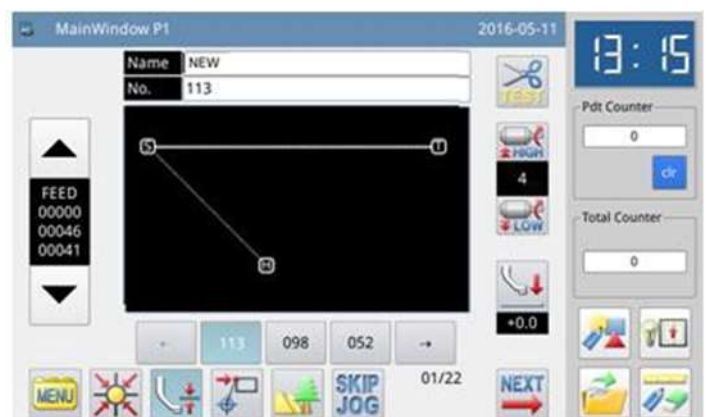 MainWindow P1
2016-05-11
13:15
Name NEW
No. 113
TEST
HIGH
4
LOW
+0.0
FEED
00000
00046
00041
S
T
H
Pdt Counter
0
clr
Total Counter
0
← 113 098 052 →
MENU
SKIP
JOG
01/22
NEXT